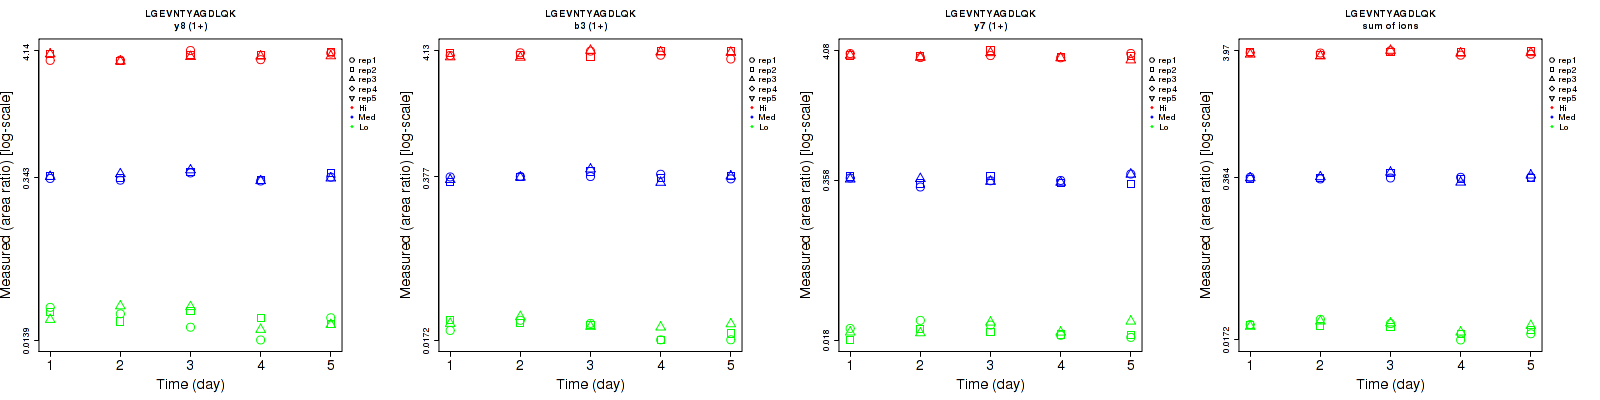 LGEVNTYAGDLQK
y8 (1+)
Measured (area ratio) [log-scale]
4.14
0.343
0.0139
1 2 3 4 5
Time (day)
rep1
rep2
rep3
rep4
rep5
Hi
Med
Lo
LGEVNTYAGDLQK
b3 (1+)
Measured (area ratio) [log-scale]
4.13
0.377
0.0172
1 2 3 4 5
Time (day)
rep1
rep2
rep3
rep4
rep5
Hi
Med
Lo
LGEVNTYAGDLQK
y7 (1+)
Measured (area ratio) [log-scale]
4.08
0.358
0.018
1 2 3 4 5
Time (day)
rep1
rep2
rep3
rep4
rep5
Hi
Med
Lo
LGEVNTYAGDLQK
sum of ions
Measured (area ratio) [log-scale]
3.97
0.364
0.0172
1 2 3 4 5
Time (day)
rep1
rep2
rep3
rep4
rep5
Hi
Med
Lo